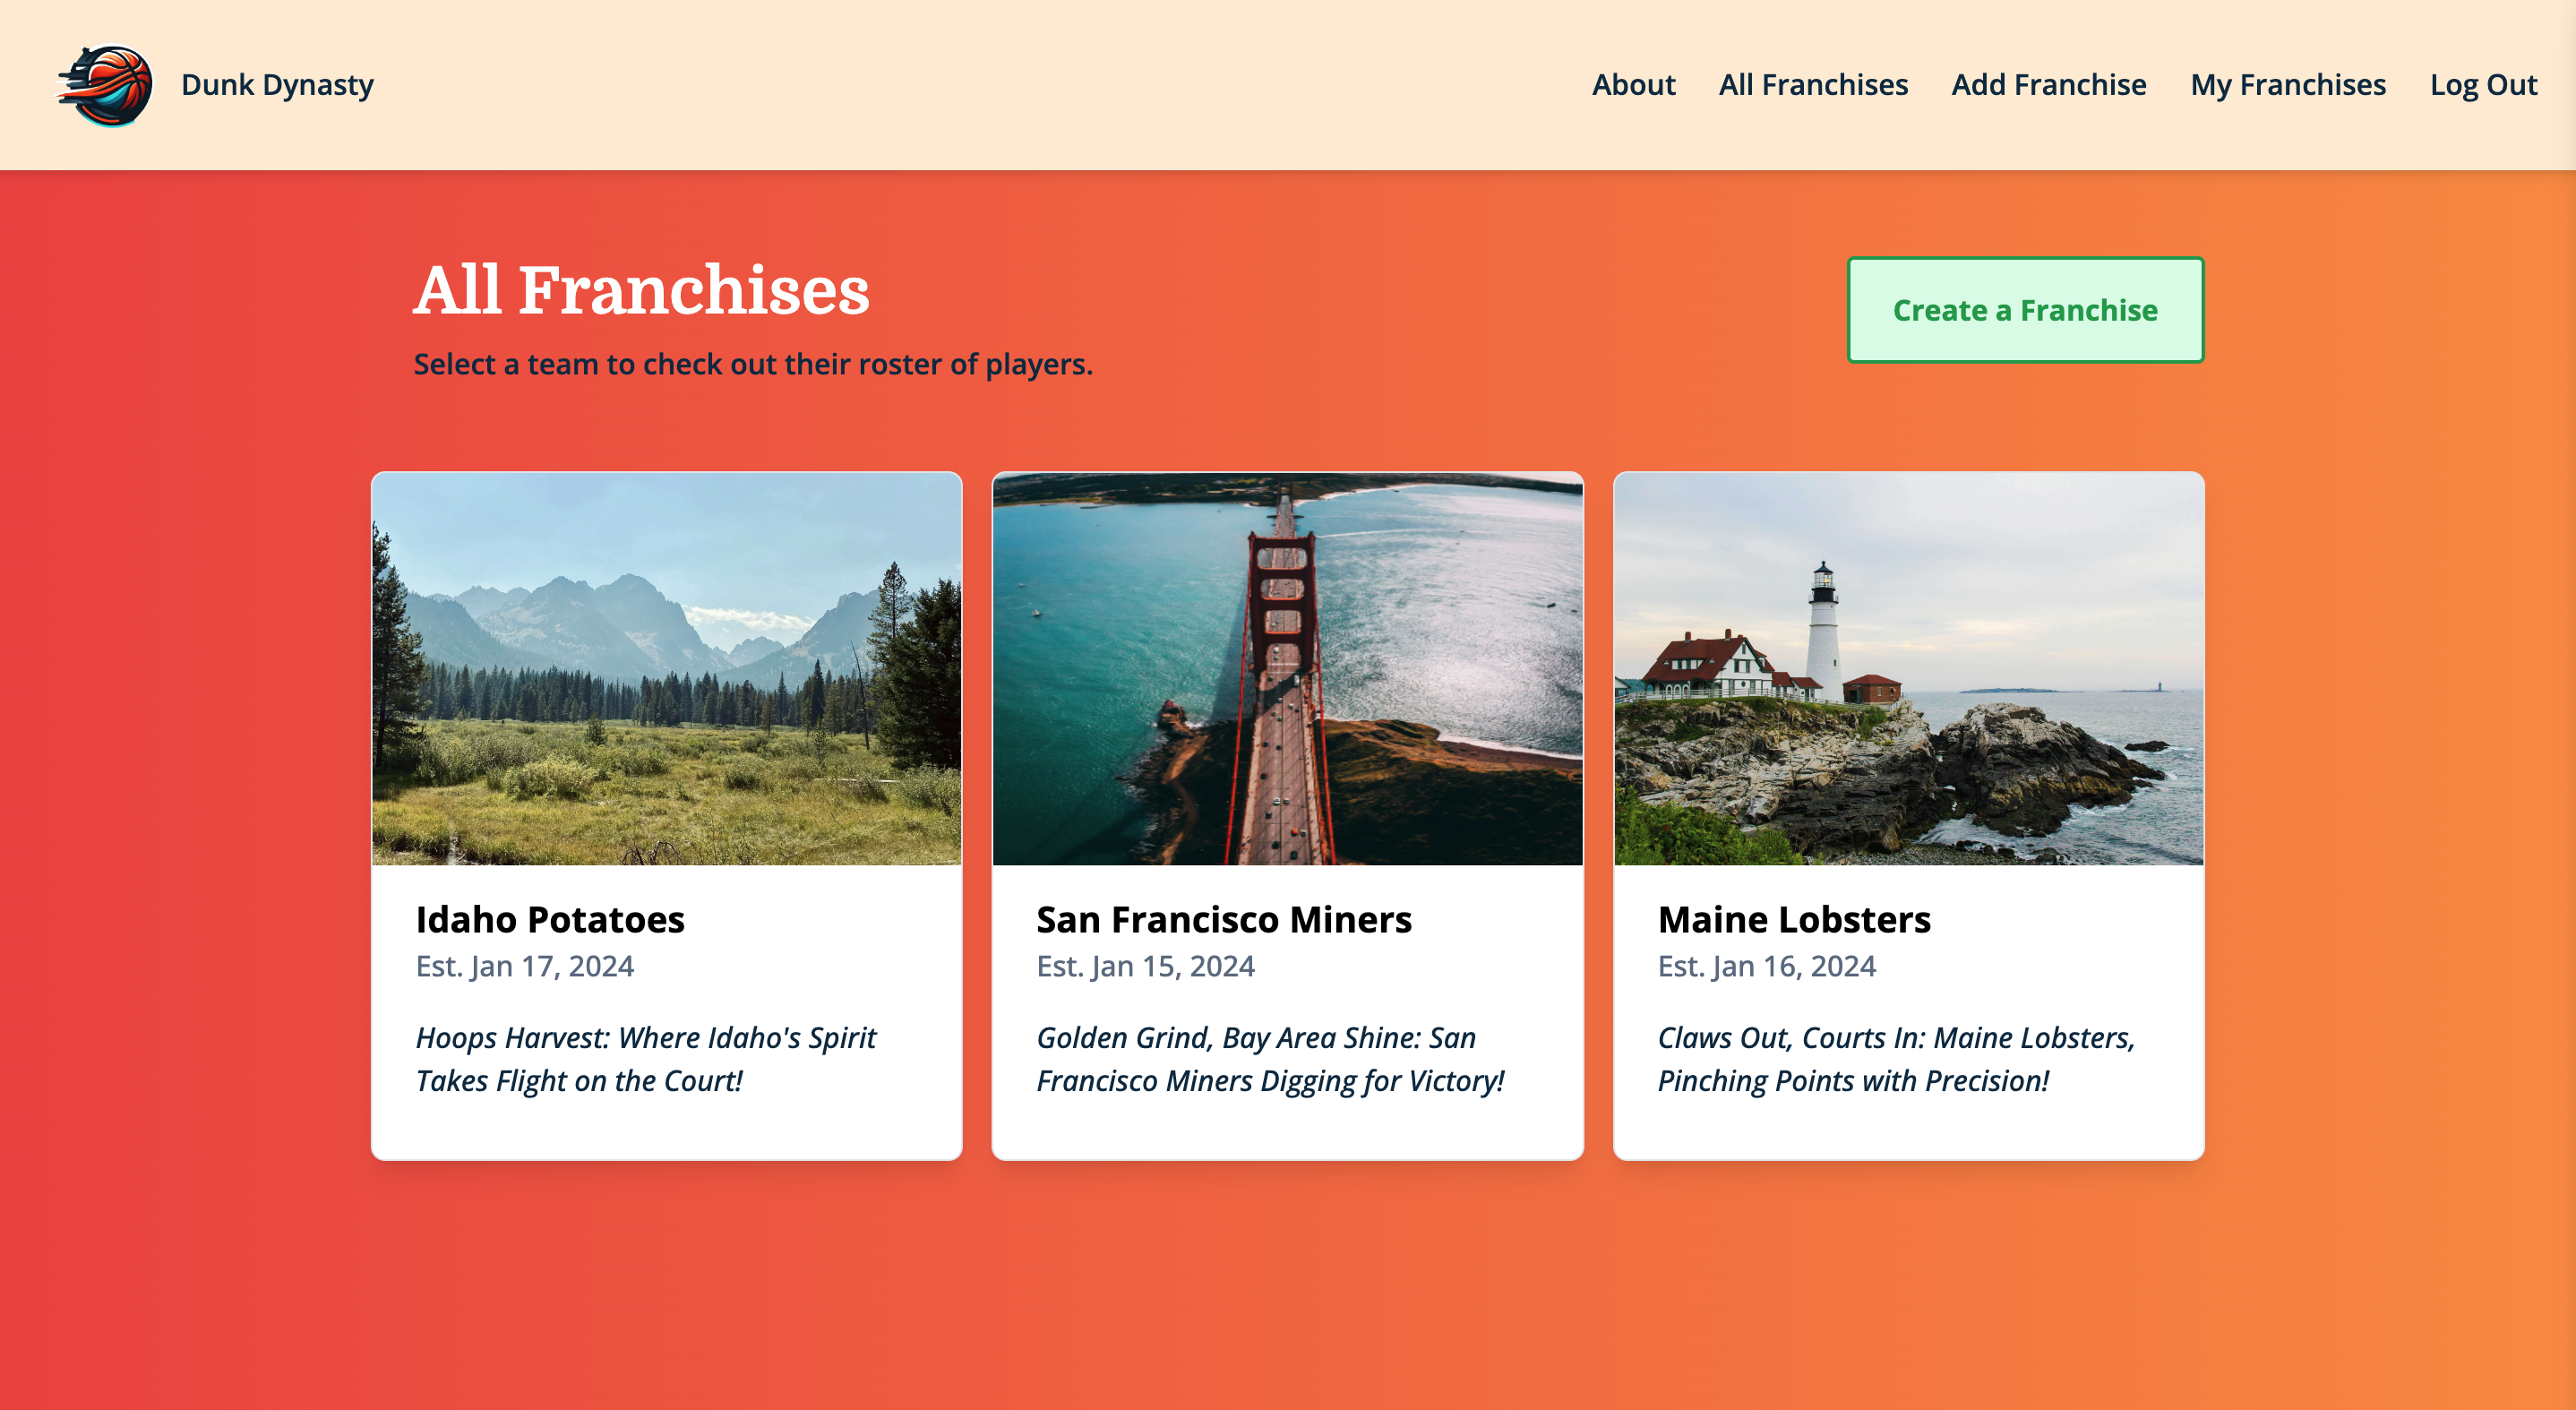 Dunk Dynasty
About
All Franchises
Add Franchise
My Franchises
Log Out
All Franchises
Select a team to check out their roster of players.
Create a Franchise
Idaho Potatoes
Est. Jan 17, 2024
Hoops Harvest: Where Idaho's Spirit
Takes Flight on the Court!
San Francisco Miners
Est. Jan 15, 2024
Golden Grind, Bay Area Shine: San
Francisco Miners Digging for Victory!
Maine Lobsters
Est. Jan 16, 2024
Claws Out, Courts In: Maine Lobsters,
Pinching Points with Precision!